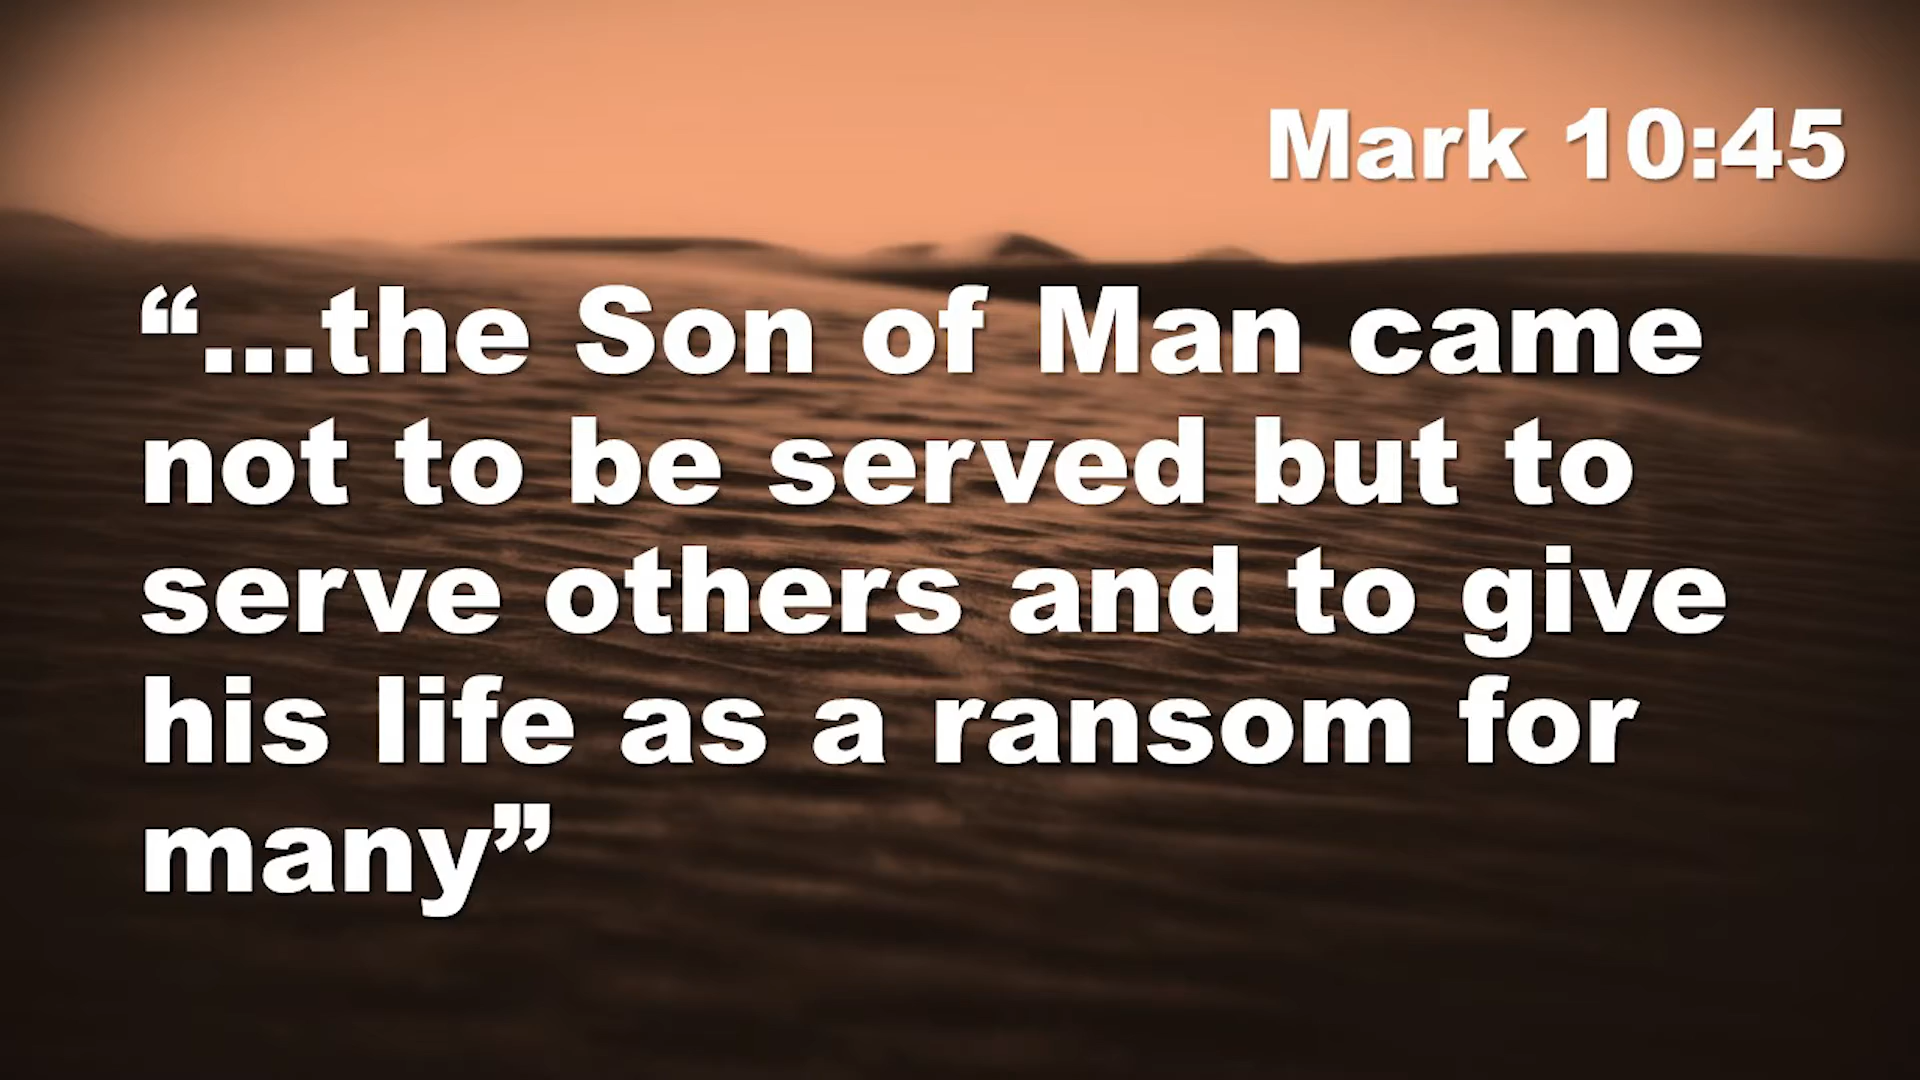 Mark 10:45
“...the Son of Man came
not to be served but to
serve others and to give
his life as a ransom for
many”